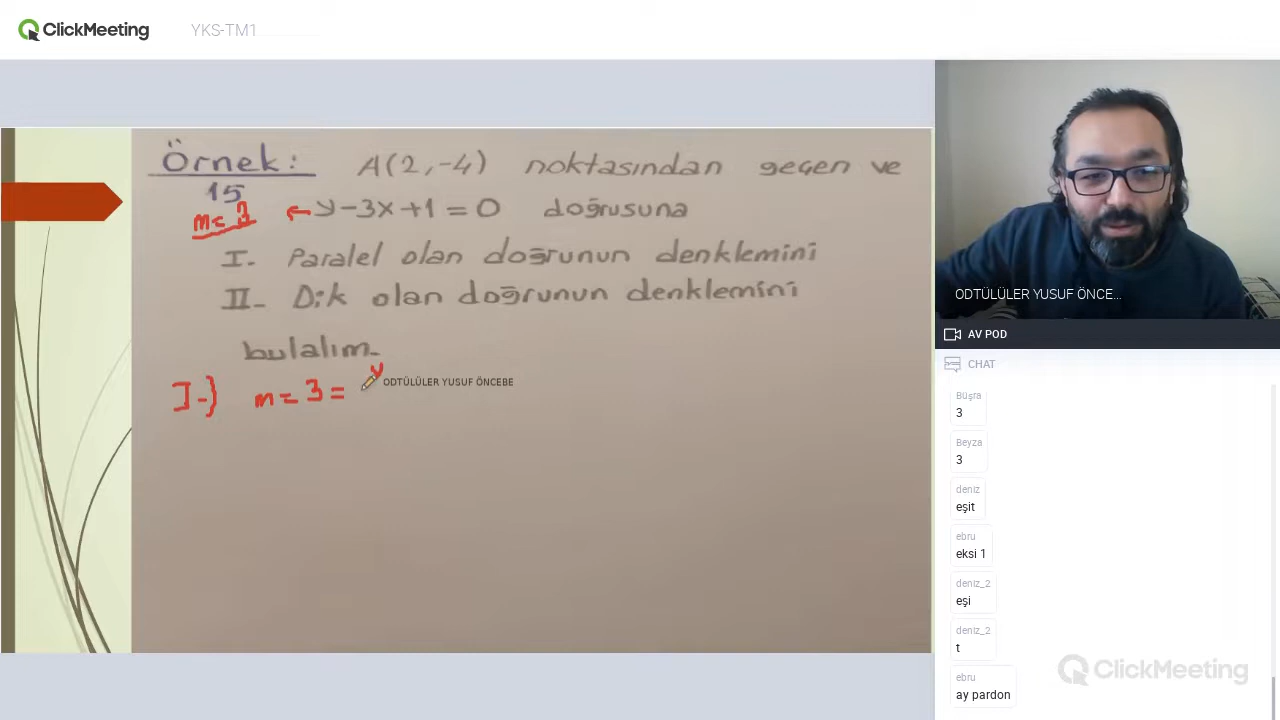 ClickMeeting
YKS-TM1
Örnek: A(2,-4) noktasından geçen ve
15
m=3 ← y-3x+1=0 doğrusuna
I. Paralel olan doğrunun denklemini
II- Dik olan doğrunun denklemini
bulalım.
I-) m=3= y
ODTÜLÜLER YUSUF ÖNCEBE
ODTÜLÜLER YUSUF ÖNCE...
AV POD
CHAT
Büşra
3
Beyza
3
deniz
eşit
ebru
eksi 1
deniz_2
eşi
deniz_2
t
ebru
ay pardon
ClickMeeting